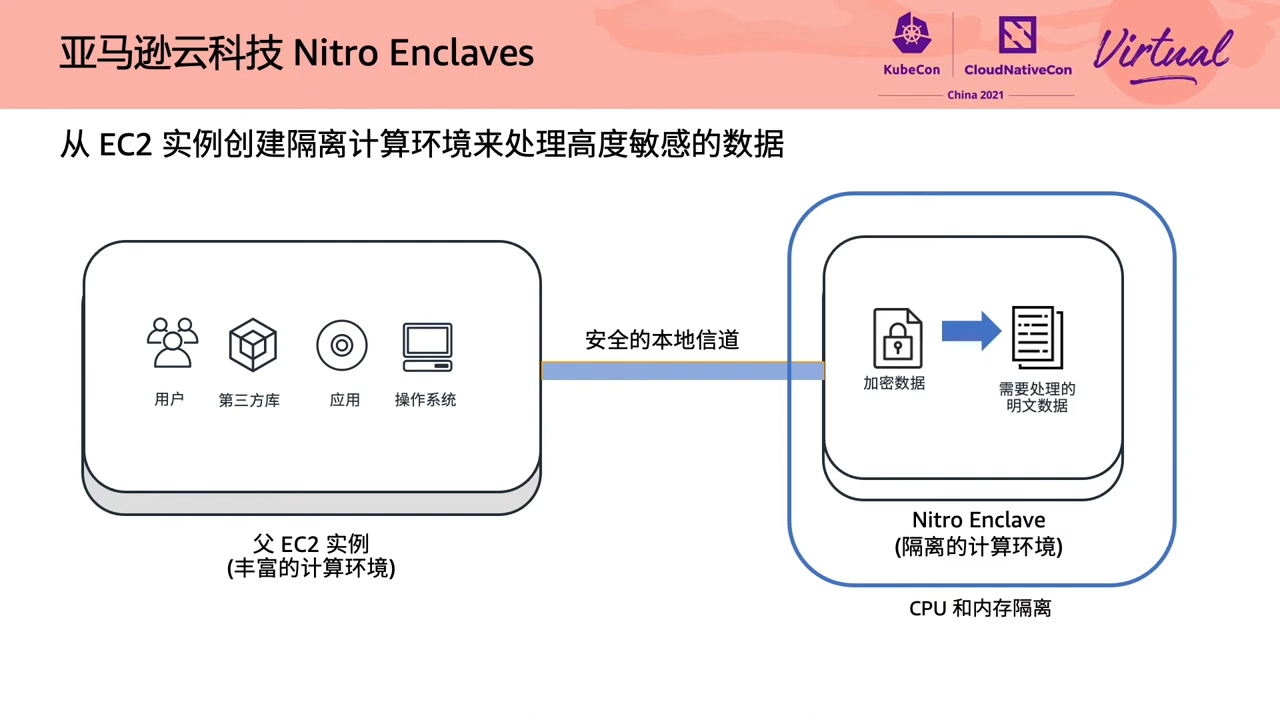 亚马逊云科技 Nitro Enclaves
KubeCon
CloudNativeCon
China 2021
Virtual
从 EC2 实例创建隔离计算环境来处理高度敏感的数据
用户
第三方库
应用
操作系统
父 EC2 实例
(丰富的计算环境)
安全的本地信道
加密数据
需要处理的
明文数据
Nitro Enclave
(隔离的计算环境)
CPU 和内存隔离